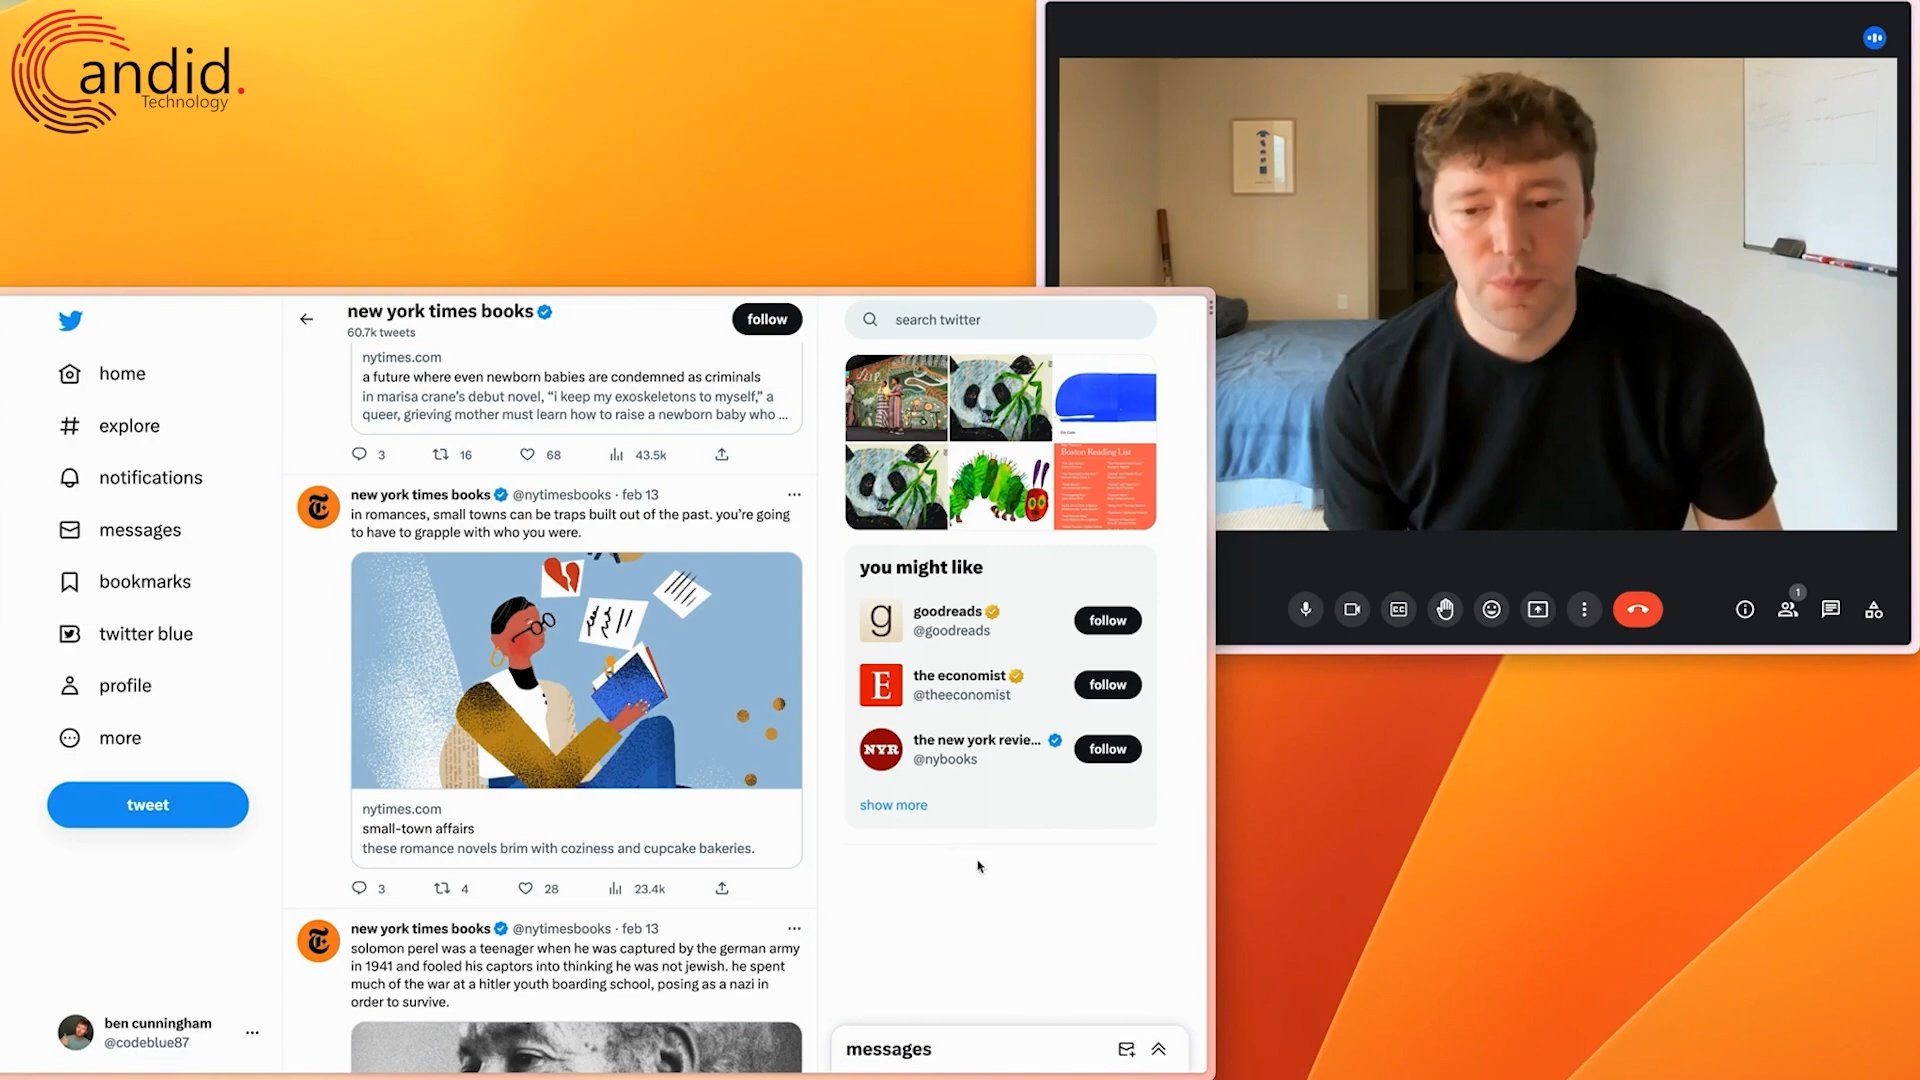 Candid.
Technology
new york times books
60.7k tweets
follow
search twitter
home
explore
notifications
messages
bookmarks
twitter blue
profile
more
tweet
ben cunningham
@codeblue87
nytimes.com
a future where even newborn babies are condemned as criminals
in marisa crane's debut novel, “i keep my exoskeletons to myself,” a
queer, grieving mother must learn how to raise a newborn baby who ...
3 16 68 43.5k
new york times books @nytimesbooks · feb 13
in romances, small towns can be traps built out of the past. you're going
to have to grapple with who you were.
nytimes.com
small-town affairs
these romance novels brim with coziness and cupcake bakeries.
3 4 28 23.4k
new york times books @nytimesbooks · feb 13
solomon perel was a teenager when he was captured by the german army
in 1941 and fooled his captors into thinking he was not jewish. he spent
much of the war at a hitler youth boarding school, posing as a nazi in
order to survive.
Boston Reading List
you might like
g
goodreads
@goodreads
follow
E
the economist
@theeconomist
follow
NYR
the new york revie...
@nybooks
follow
show more
messages
CC
1